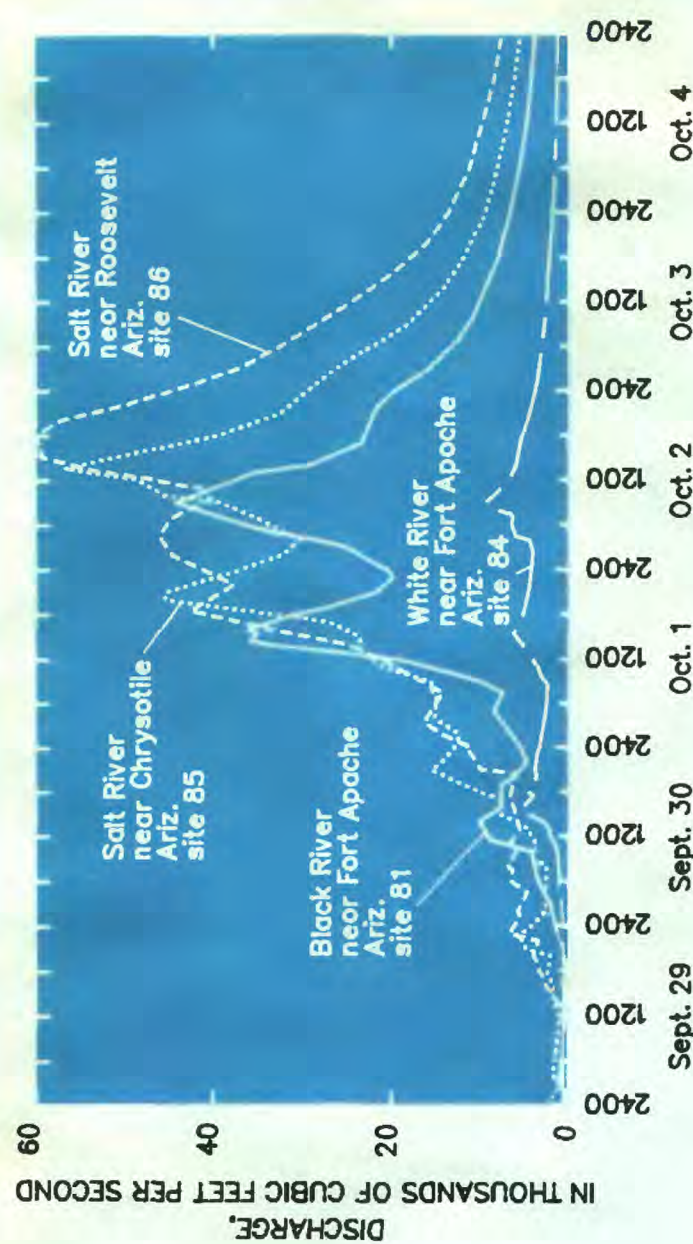 DISCHARGE,
IN THOUSANDS OF CUBIC FEET PER SECOND
60
40
20
0
Salt River
near Roosevelt
Ariz.
site 86
Salt River
near Chrysotile
Ariz.
site 85
Black River
near Fort Apache
Ariz.
site 81
White River
near Fort Apache
Ariz.
site 84
2400
1200
2400
1200
2400
1200
2400
1200
2400
1200
2400
1200
2400
Sept. 29
Sept. 30
Oct. 1
Oct. 2
Oct. 3
Oct. 4